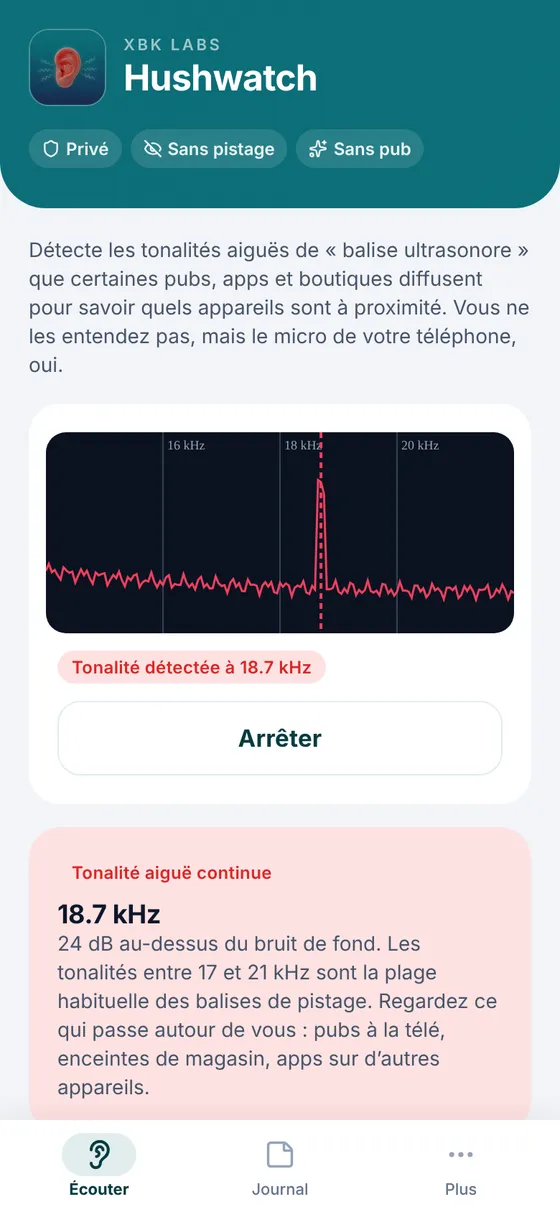 XBK LABS
Hushwatch
Privé
Sans pistage
Sans pub
Détecte les tonalités aiguës de « balise ultrasonore »
que certaines pubs, apps et boutiques diffusent
pour savoir quels appareils sont à proximité. Vous ne
les entendez pas, mais le micro de votre téléphone,
oui.
16 kHz
18 kHz
20 kHz
Tonalité détectée à 18.7 kHz
Arrêter
Tonalité aiguë continue
18.7 kHz
24 dB au-dessus du bruit de fond. Les
tonalités entre 17 et 21 kHz sont la plage
habituelle des balises de pistage. Regardez ce
qui passe autour de vous : pubs à la télé,
enceintes de magasin, apps sur d’autres
appareils.
Écouter
Journal
Plus